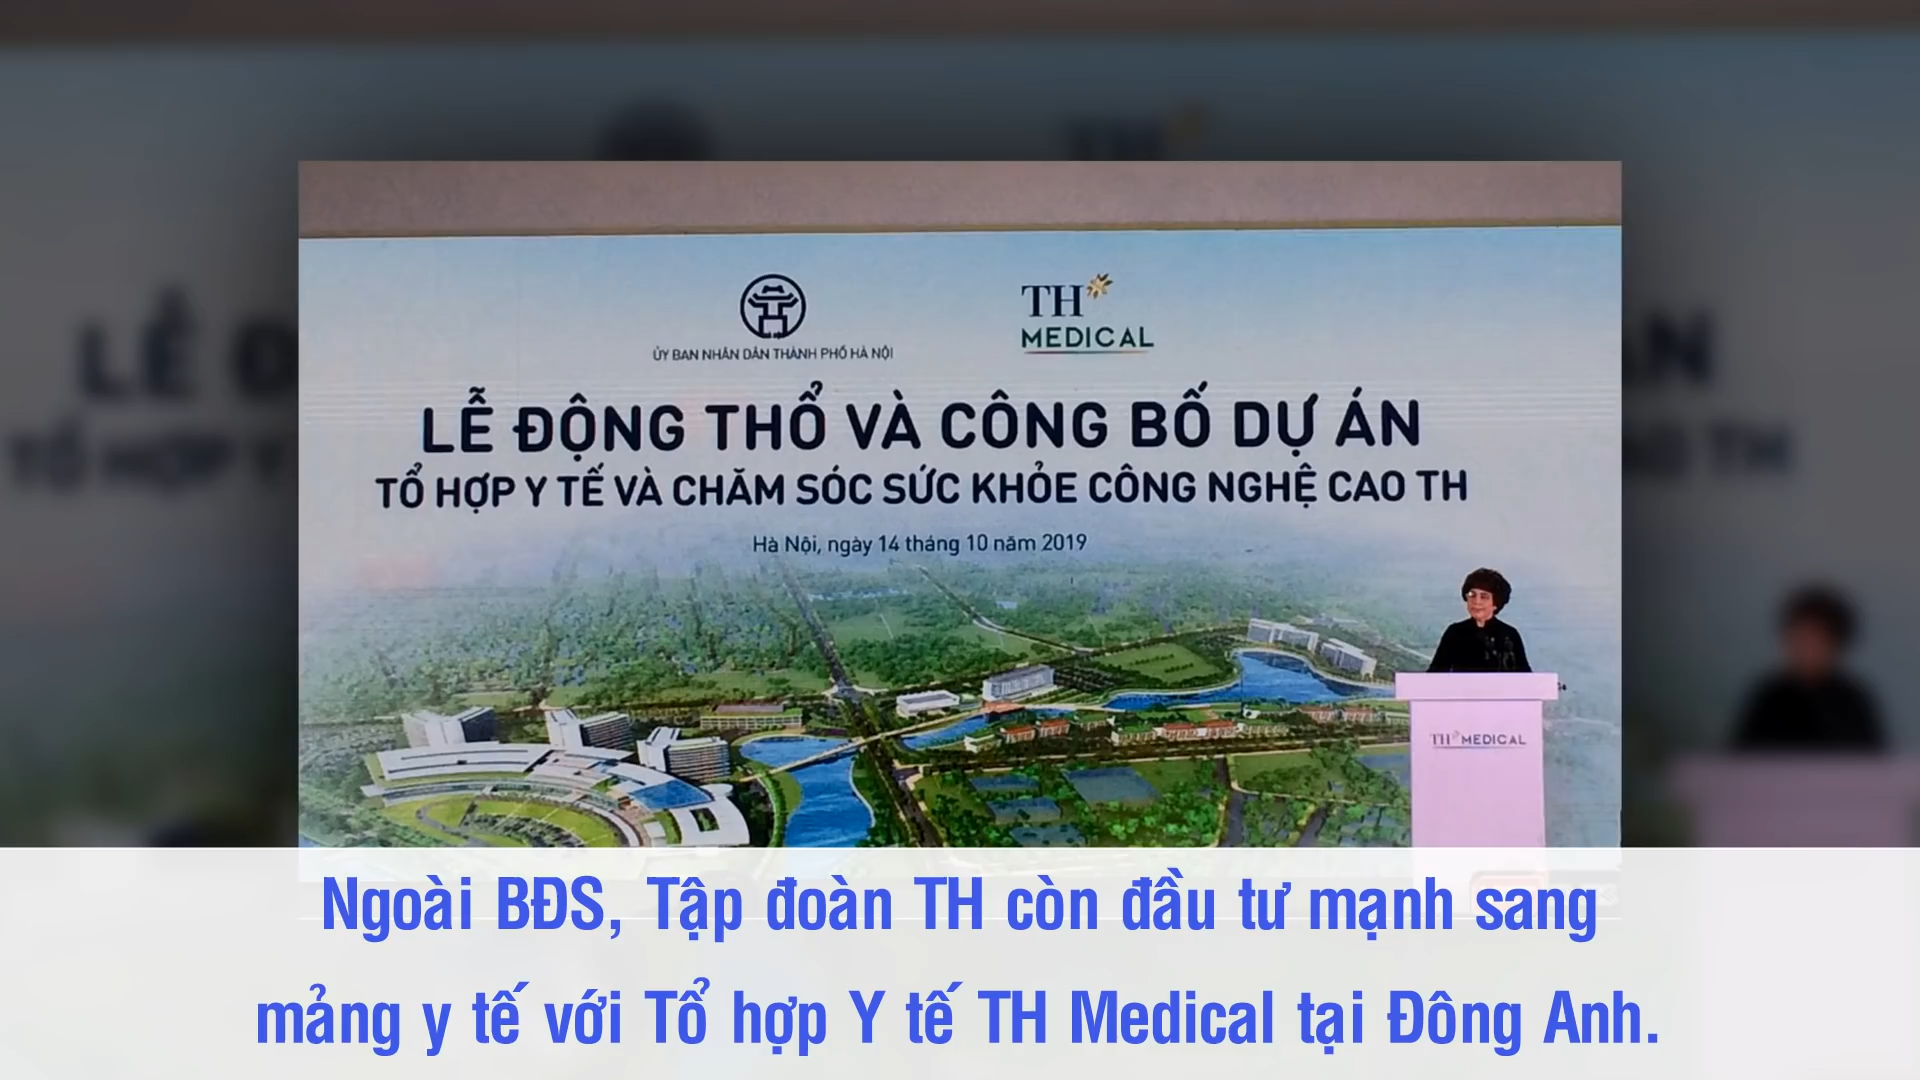 ỦY BAN NHÂN DÂN THÀNH PHỐ HÀ NỘI
TH
MEDICAL
LỄ ĐỘNG THỔ VÀ CÔNG BỐ DỰ ÁN
TỔ HỢP Y TẾ VÀ CHĂM SÓC SỨC KHỎE CÔNG NGHỆ CAO TH
Hà Nội, ngày 14 tháng 10 năm 2019
TH MEDICAL
Ngoài BĐS, Tập đoàn TH còn đầu tư mạnh sang
mảng y tế với Tổ hợp Y tế TH Medical tại Đông Anh.